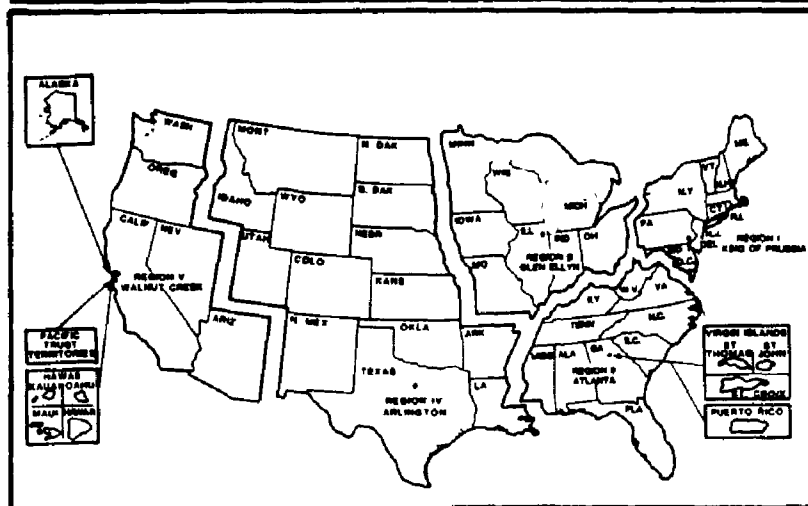 ALASKA
WASH
OREG
CALIF
NEV
REGION V
WALNUT CREEK
ARIZ
PACIFIC
TRUST
TERRITORIES
HAWAII
KAUAI OAHU
MAUI HAWAII
MONT
IDAHO
WYO
UTAH
COLO
N. DAK
S. DAK
NEBR
KANS
N. MEX
OKLA
TEXAS
ARK
LA
REGION IV
ARLINGTON
MINN
WIS
MICH
IOWA
ILL
IND
OH
MO
REGION III
GLEN ELLYN
ME
VT
N.H.
N.Y.
CT
R.I.
PA
N.J.
DEL
MD
D.C.
REGION I
KING OF PRUSSIA
KY
W.V.
VA
TENN
N.C.
S.C.
MISS
ALA
GA
FLA
REGION II
ATLANTA
VIRGIN ISLANDS
ST
THOMAS
ST
JOHN
ST. CROIX
PUERTO RICO